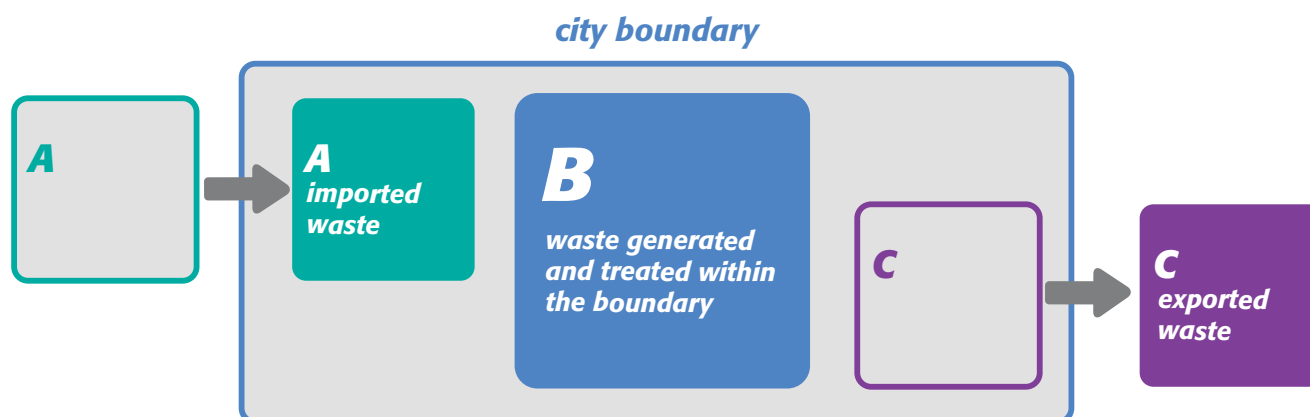 city boundary
A
A
imported
waste
B
waste generated
and treated within
the boundary
C
C
exported
waste